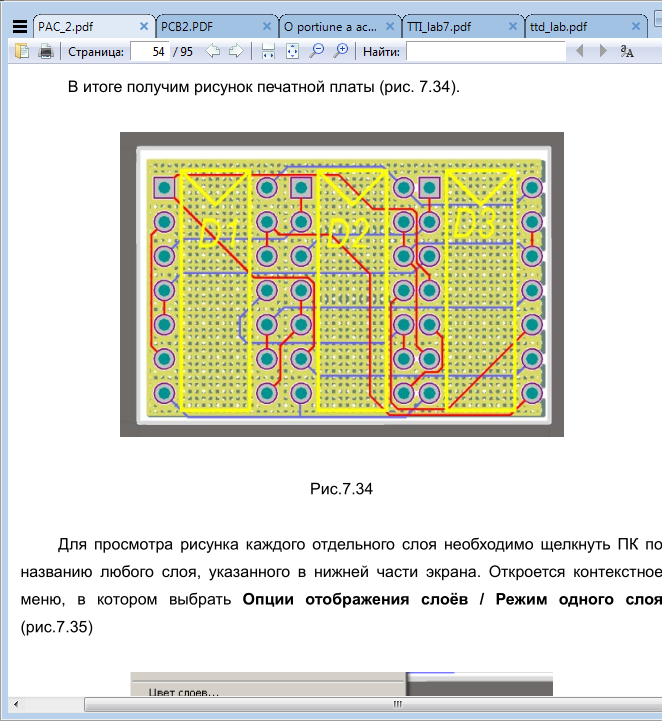 PAC_2.pdf PCB2.PDF O portiune a ac... TTI_lab7.pdf ttd_lab.pdf
Страница: 54 / 95 Найти:
В итоге получим рисунок печатной платы (рис. 7.34).
D1 D2 D3
Рис.7.34
Для просмотра рисунка каждого отдельного слоя необходимо щелкнуть ПК по
названию любого слоя, указанного в нижней части экрана. Откроется контекстное
меню, в котором выбрать Опции отображения слоёв / Режим одного слоя
(рис.7.35)
Цвет слоев...